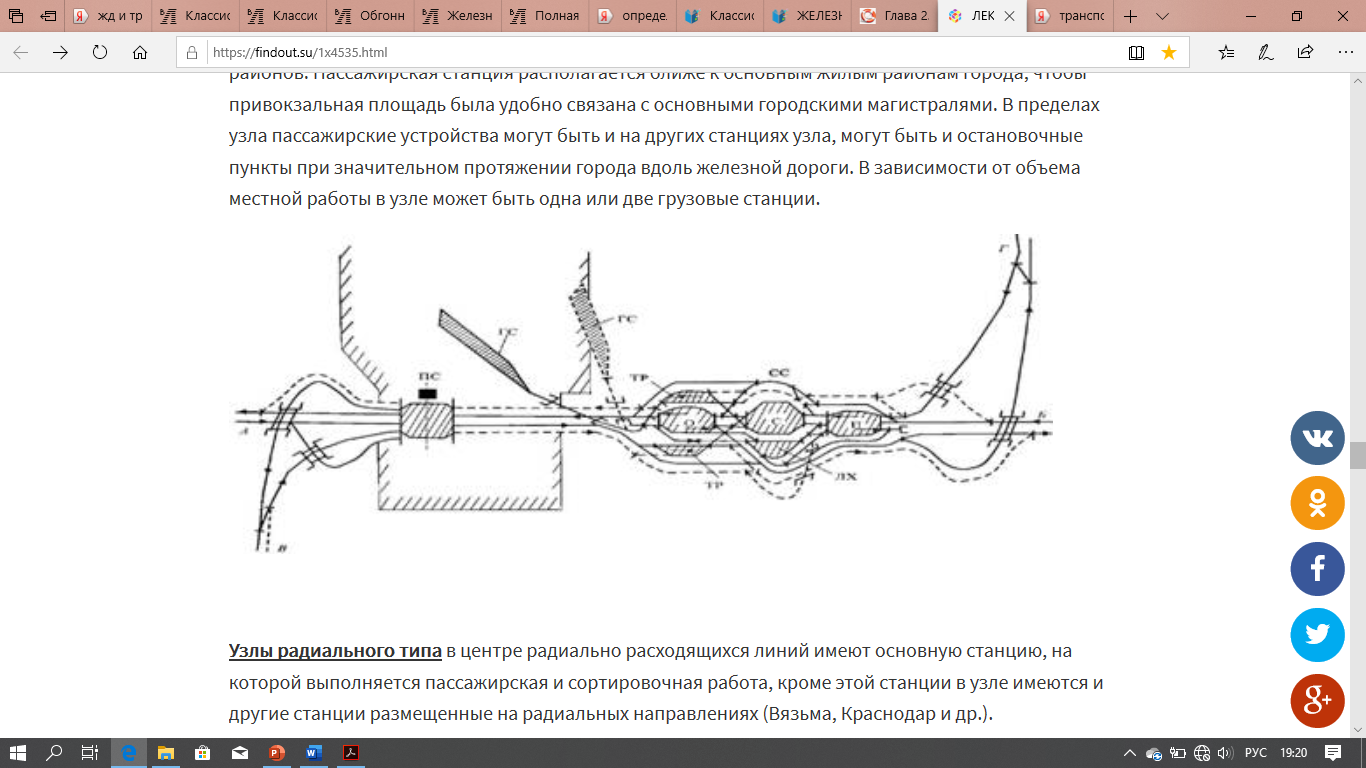 жд и тр
Классис
Классис
Обгонн
Железн
Полная
опреде.
Классис
ЖЕЛЕЗН
Глава 2.
ЛЕК
трансп
https://findout.su/1x4535.html
районов. Пассажирская станция располагается ближе к основным жилым районам города, чтобы
привокзальная площадь была удобно связана с основными городскими магистралями. В пределах
узла пассажирские устройства могут быть и на других станциях узла, могут быть и остановочные
пункты при значительном протяжении города вдоль железной дороги. В зависимости от объема
местной работы в узле может быть одна или две грузовые станции.
Г
ГС
ГС
ПС
ТР
СС
А
Б
О
С
П
ТР
ЛХ
В
Узлы радиального типа в центре радиально расходящихся линий имеют основную станцию, на
которой выполняется пассажирская и сортировочная работа, кроме этой станции в узле имеются и
другие станции размещенные на радиальных направлениях (Вязьма, Краснодар и др.).
РУС
19:20